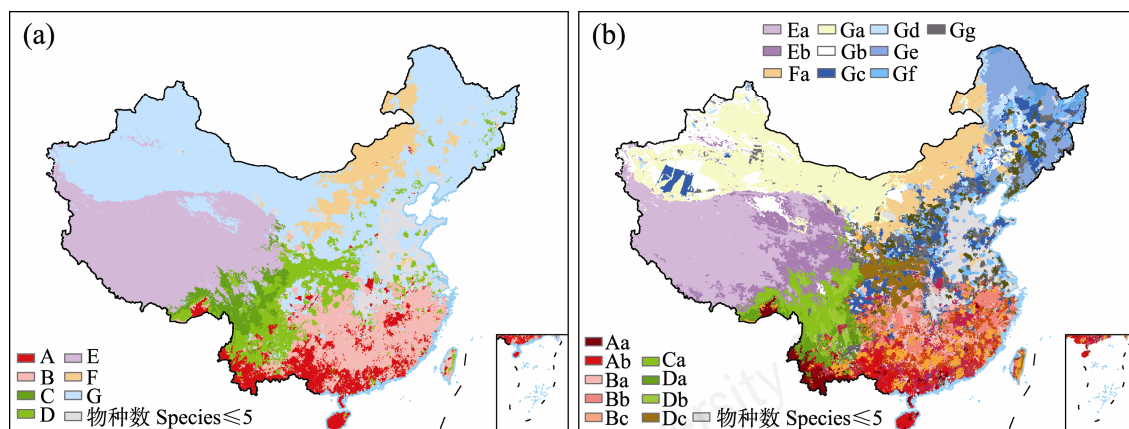 (a)
A E
B F
C G
D 物种数 Species≤5
(b)
Ea Ga Gd Gg
Eb Gb Ge
Fa Gc Gf
Aa
Ab Ca
Ba Da
Bb Db
Bc Dc 物种数 Species≤5